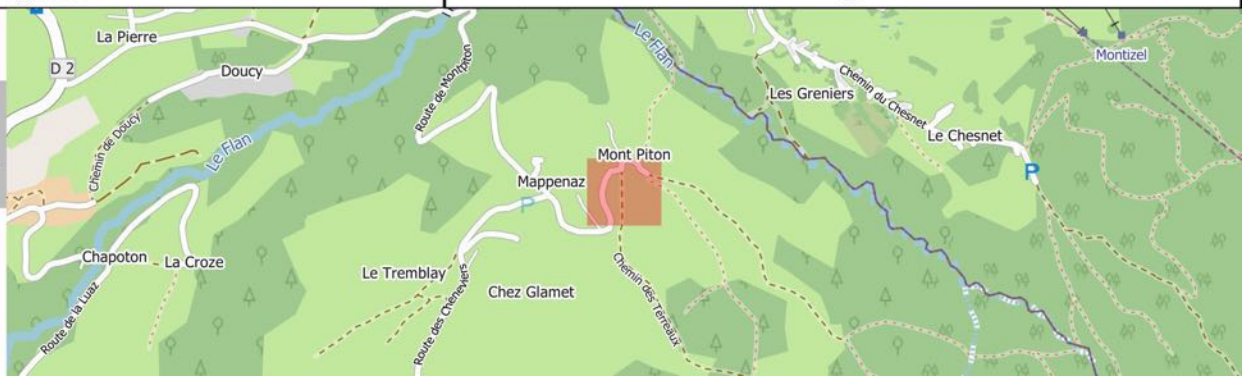 La Pierre
D 2
Doucy
Chemin de Doucy
Le Flan
Route de Montpiton
Le Flan
Montizel
Les Greniers
Chemin du Chesnet
Le Chesnet
P
Mont Piton
Mappenaz
P
Chapoton
La Croze
Le Tremblay
Chez Glamet
Route de la Luaz
Route des Cheneviers
Chemin des Terreaux